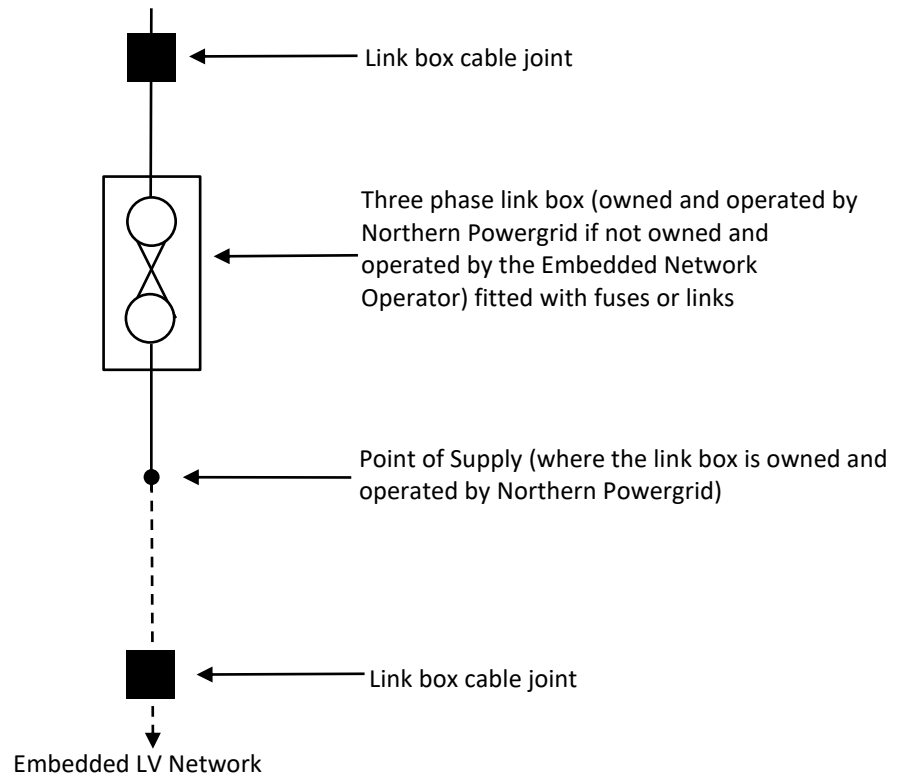 Link box cable joint
Three phase link box (owned and operated by
Northern Powergrid if not owned and
operated by the Embedded Network
Operator) fitted with fuses or links
Point of Supply (where the link box is owned and
operated by Northern Powergrid)
Link box cable joint
Embedded LV Network